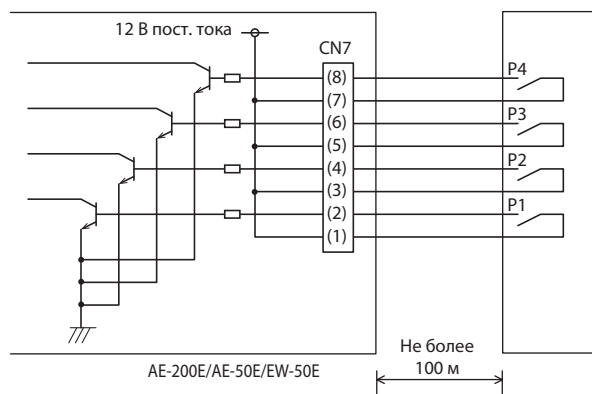 12 В пост. тока
CN7
(8)
P4
(7)
(6)
P3
(5)
(4)
P2
(3)
(2)
P1
(1)
Не более
100 м
AE-200E/AE-50E/EW-50E